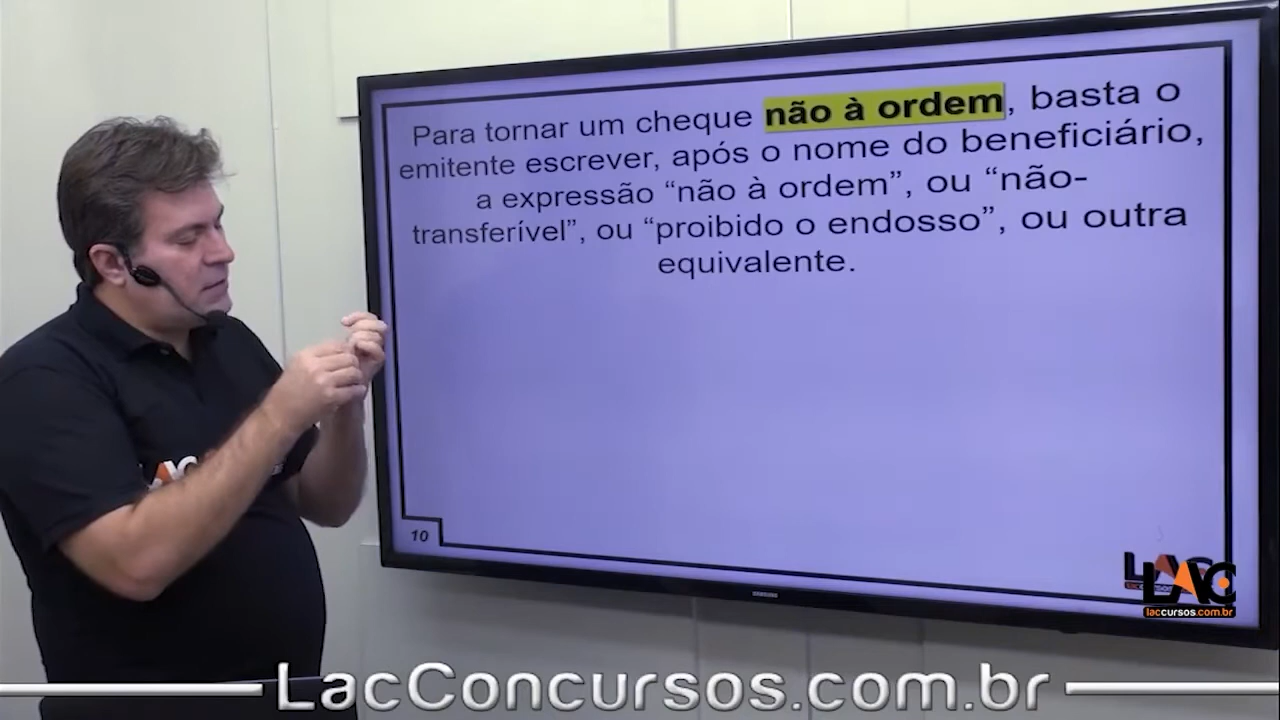 Para tornar um cheque não à ordem, basta o
emitente escrever, após o nome do beneficiário,
a expressão “não à ordem”, ou “não-
transferível”, ou “proibido o endosso”, ou outra
equivalente.
10
SAMSUNG
LAC
laccursos.com.br
LacConcursos.com.br